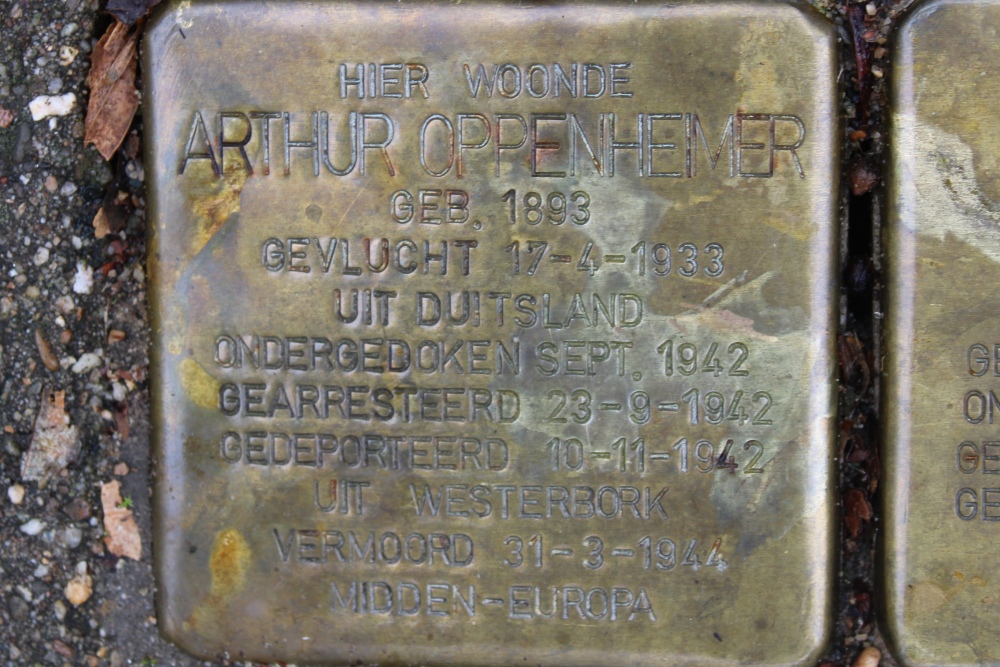 HIER WOONDE
ARTHUR OPPENHEIMER
GEB. 1893
GEVLUCHT 17-4-1933
UIT DUITSLAND
ONDERGEDOKEN SEPT. 1942
GEARRESTEERD 23-9-1942
GEDEPORTEERD 10-11-1942
UIT WESTERBORK
VERMOORD 31-3-1944
MIDDEN-EUROPA